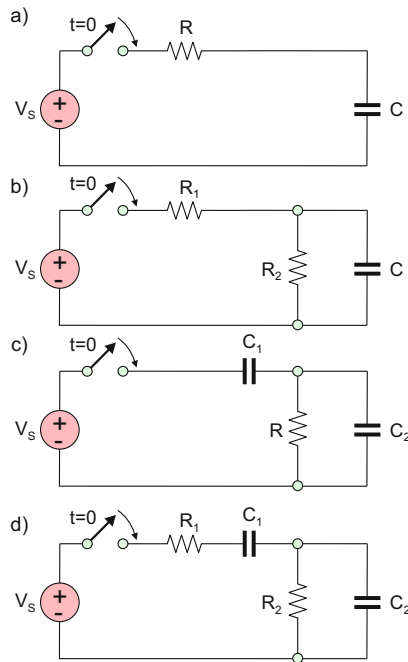 a)
t=0
R
V_S
+
-
C
b)
t=0
R_1
V_S
+
-
R_2
C
c)
t=0
C_1
V_S
+
-
R
C_2
d)
t=0
R_1
C_1
V_S
+
-
R_2
C_2